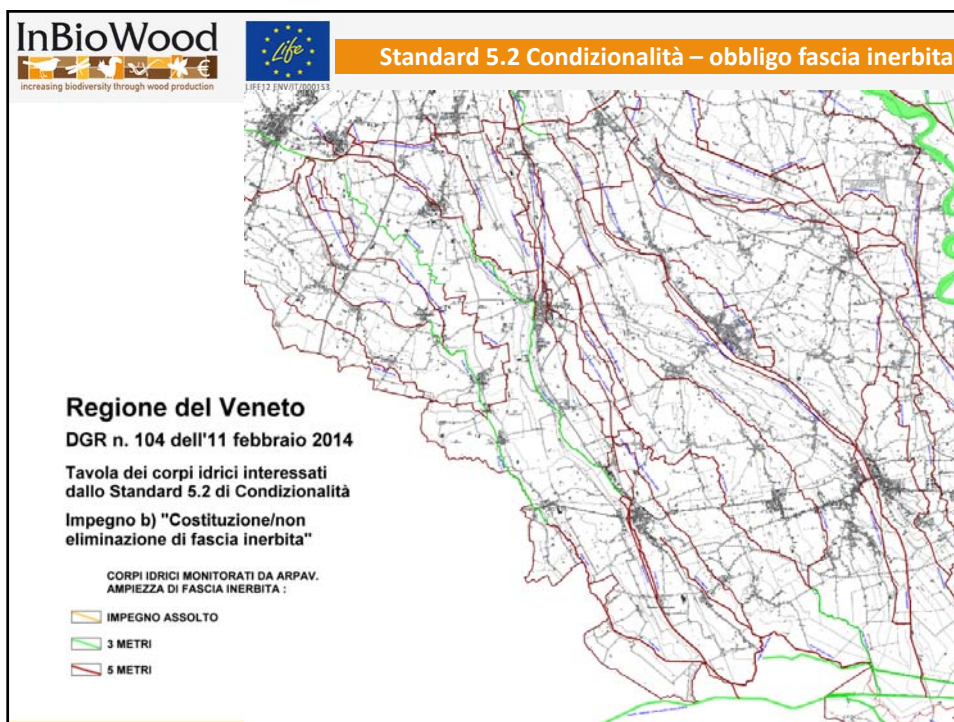 InBioWood
increasing biodiversity through wood production
Life
LIFE12 ENV/IT/000153
Standard 5.2 Condizionalità – obbligo fascia inerbita
Regione del Veneto
DGR n. 104 dell'11 febbraio 2014
Tavola dei corpi idrici interessati
dallo Standard 5.2 di Condizionalità
Impegno b) "Costituzione/non
eliminazione di fascia inerbita"
CORPI IDRICI MONITORATI DA ARPAV.
AMPIEZZA DI FASCIA INERBITA :
IMPEGNO ASSOLTO
3 METRI
5 METRI